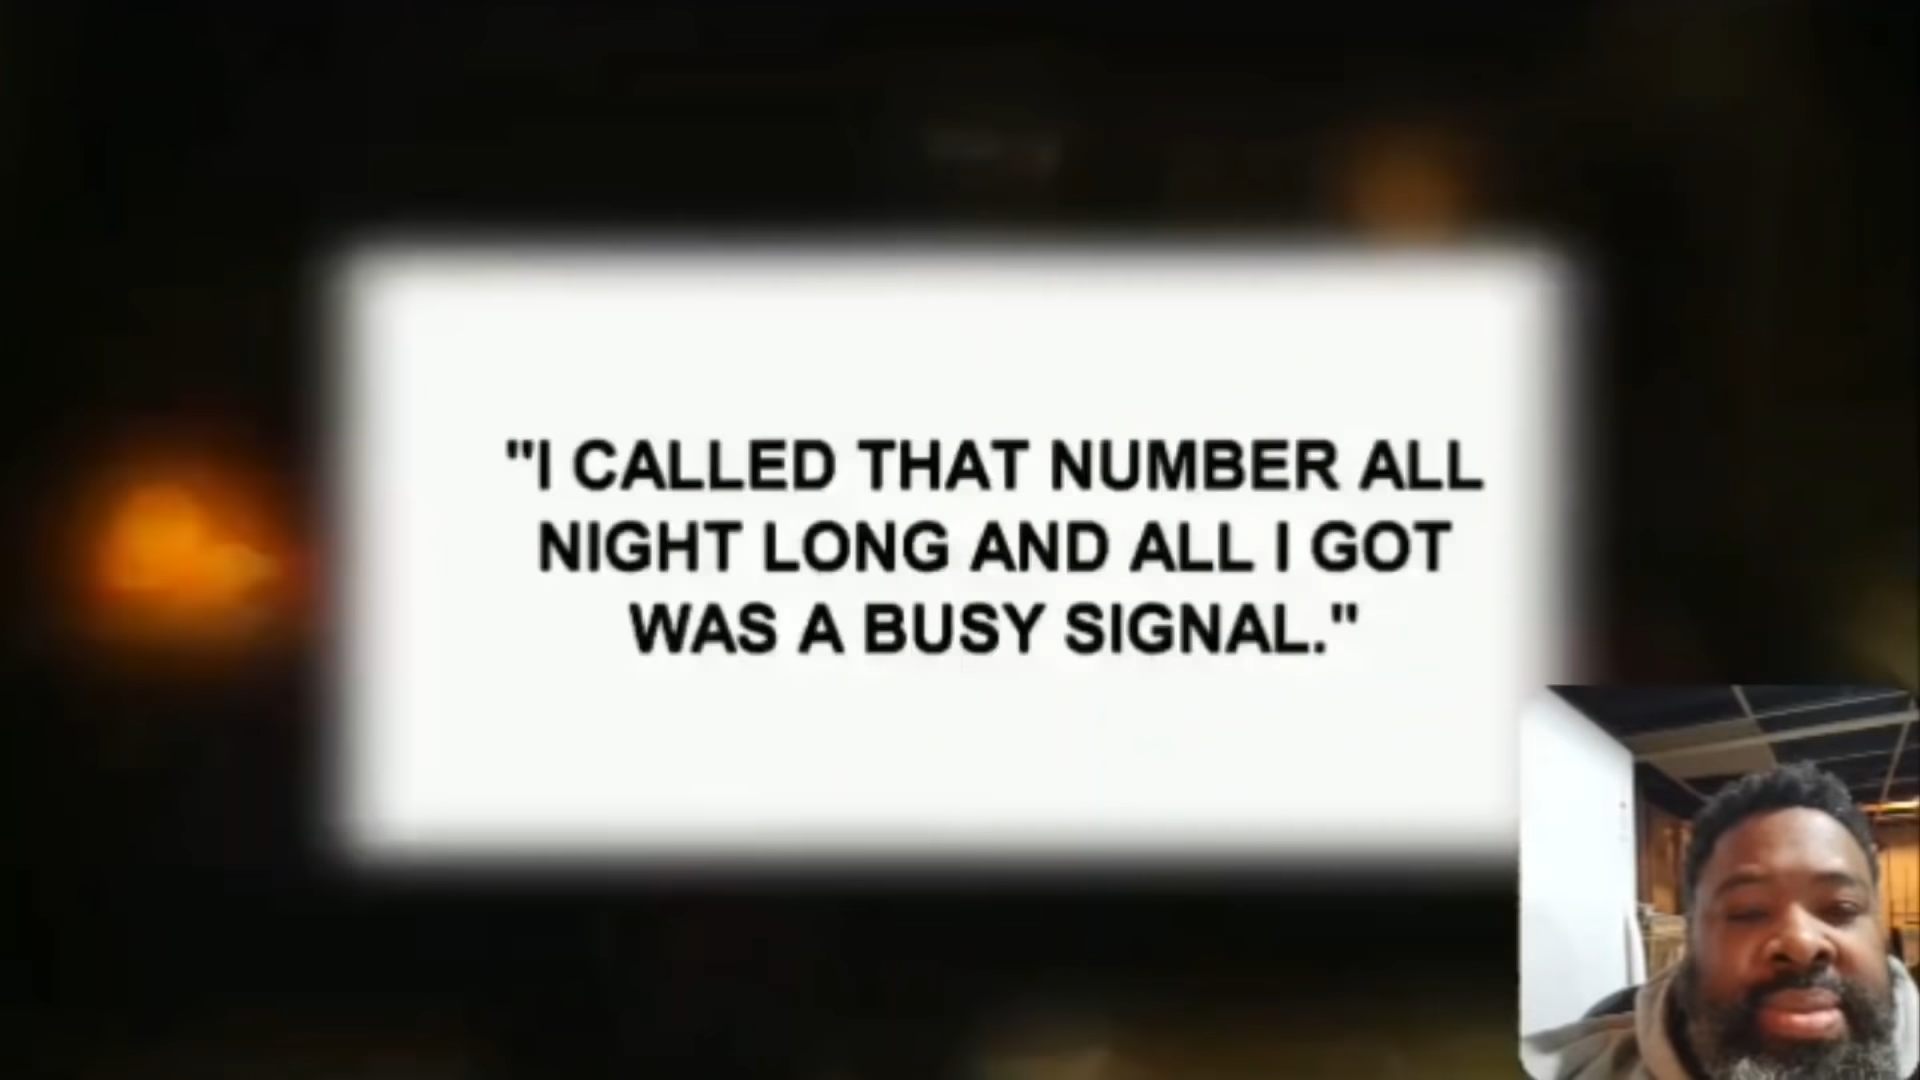 "I CALLED THAT NUMBER ALL
NIGHT LONG AND ALL I GOT
WAS A BUSY SIGNAL."